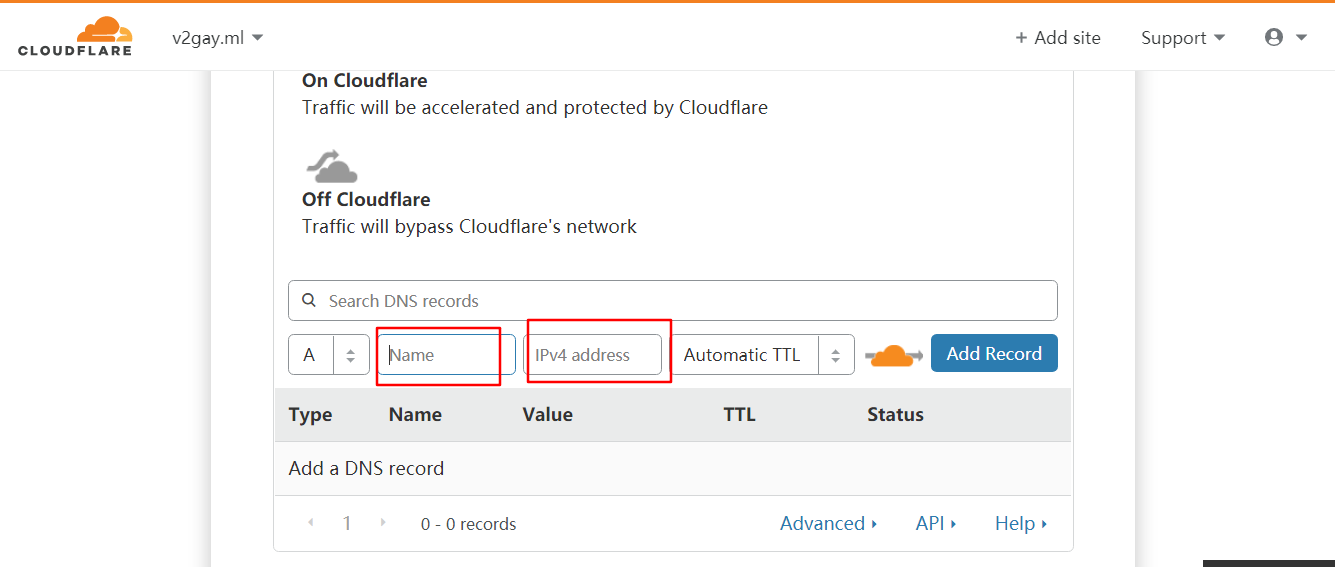 CLOUDFLARE v2gay.ml + Add site Support
On Cloudflare
Traffic will be accelerated and protected by Cloudflare
Off Cloudflare
Traffic will bypass Cloudflare's network
Search DNS records
A Name IPv4 address Automatic TTL Add Record
Type Name Value TTL Status
Add a DNS record
1 0 - 0 records Advanced API Help